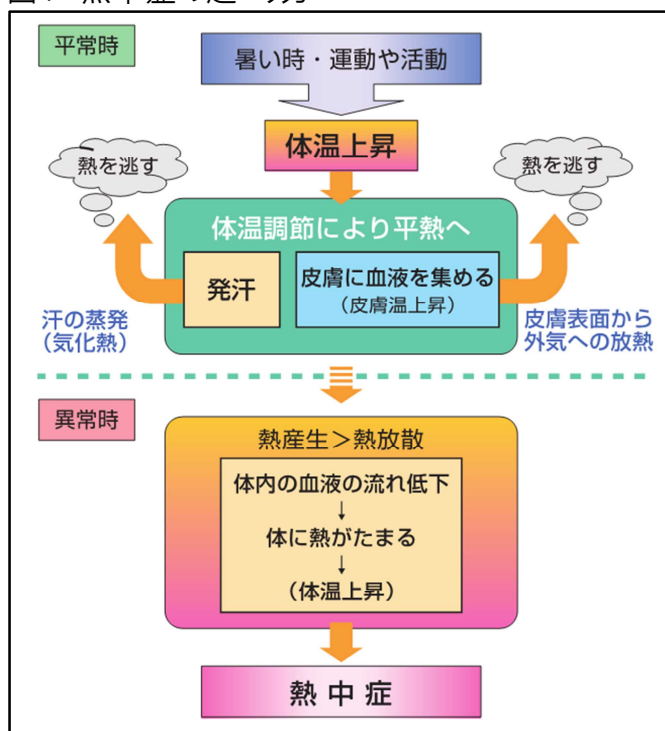 平常時
暑い時・運動や活動
体温上昇
熱を逃す
熱を逃す
体温調節により平熱へ
発汗
皮膚に血液を集める
(皮膚温上昇)
汗の蒸発
(気化熱)
皮膚表面から
外気への放熱
異常時
熱産生>熱放散
体内の血液の流れ低下
↓
体に熱がたまる
↓
(体温上昇)
熱中症